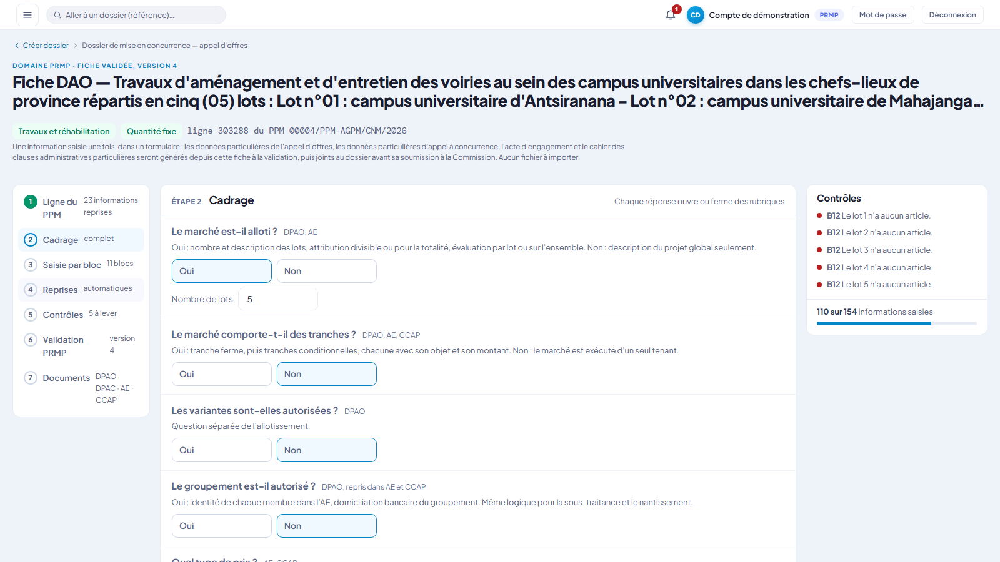 Aller à un dossier (référence)...
1
CD
Compte de démonstration
PRMP
Mot de passe
Déconnexion
Créer dossier
Dossier de mise en concurrence — appel d'offres
DOMAINE PRMP · FICHE VALIDÉE, VERSION 4
Fiche DAO — Travaux d'aménagement et d'entretien des voiries au sein des campus universitaires dans les chefs-lieux de
province répartis en cinq (05) lots : Lot n°01 : campus universitaire d'Antsiranana - Lot n°02 : campus universitaire de Mahajanga...
Travaux et réhabilitation
Quantité fixe
ligne 303288 du PPM 00004/PPM-AGPM/CNM/2026
Une information saisie une fois, dans un formulaire : les données particulières de l'appel d'offres, les données particulières d'appel à concurrence, l'acte d'engagement et le cahier des
clauses administratives particulières seront générés depuis cette fiche à la validation, puis joints au dossier avant sa soumission à la Commission. Aucun fichier à importer.
1
Ligne du PPM
23 informations reprises
2
Cadrage
complet
3
Saisie par bloc
11 blocs
4
Reprises
automatiques
5
Contrôles
5 à lever
6
Validation PRMP
version 4
7
Documents
DPAO · DPAC · AE · CCAP
ÉTAPE 2
Cadrage
Chaque réponse ouvre ou ferme des rubriques
Le marché est-il alloti ?
DPAO, AE
Oui : nombre et description des lots, attribution divisible ou pour la totalité, évaluation par lot ou sur l'ensemble. Non : description du projet global seulement.
Oui
Non
Nombre de lots
5
Le marché comporte-t-il des tranches ?
DPAO, AE, CCAP
Oui : tranche ferme, puis tranches conditionnelles, chacune avec son objet et son montant. Non : le marché est exécuté d'un seul tenant.
Oui
Non
Les variantes sont-elles autorisées ?
DPAO
Question séparée de l'allotissement.
Oui
Non
Le groupement est-il autorisé ?
DPAO, repris dans AE et CCAP
Oui : identité de chaque membre dans l'AE, domiciliation bancaire du groupement. Même logique pour la sous-traitance et le nantissement.
Oui
Non
Quel type de prix ?
AE, CCAP
Contrôles
B12 Le lot 1 n'a aucun article.
B12 Le lot 2 n'a aucun article.
B12 Le lot 3 n'a aucun article.
B12 Le lot 4 n'a aucun article.
B12 Le lot 5 n'a aucun article.
110 sur 154 informations saisies